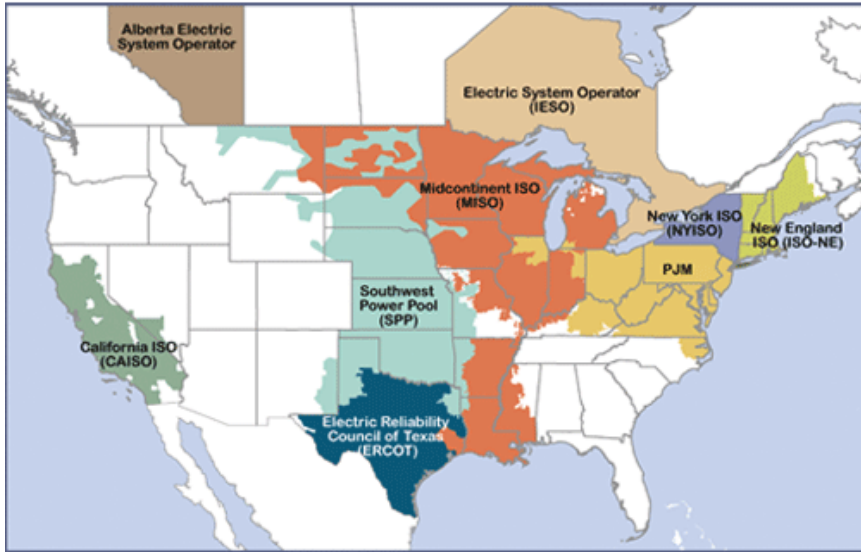 Alberta Electric
System Operator
Electric System Operator
(IESO)
Midcontinent ISO
(MISO)
New York ISO
(NYISO)
New England
ISO (ISO-NE)
PJM
Southwest
Power Pool
(SPP)
California ISO
(CAISO)
Electric Reliability
Council of Texas
(ERCOT)